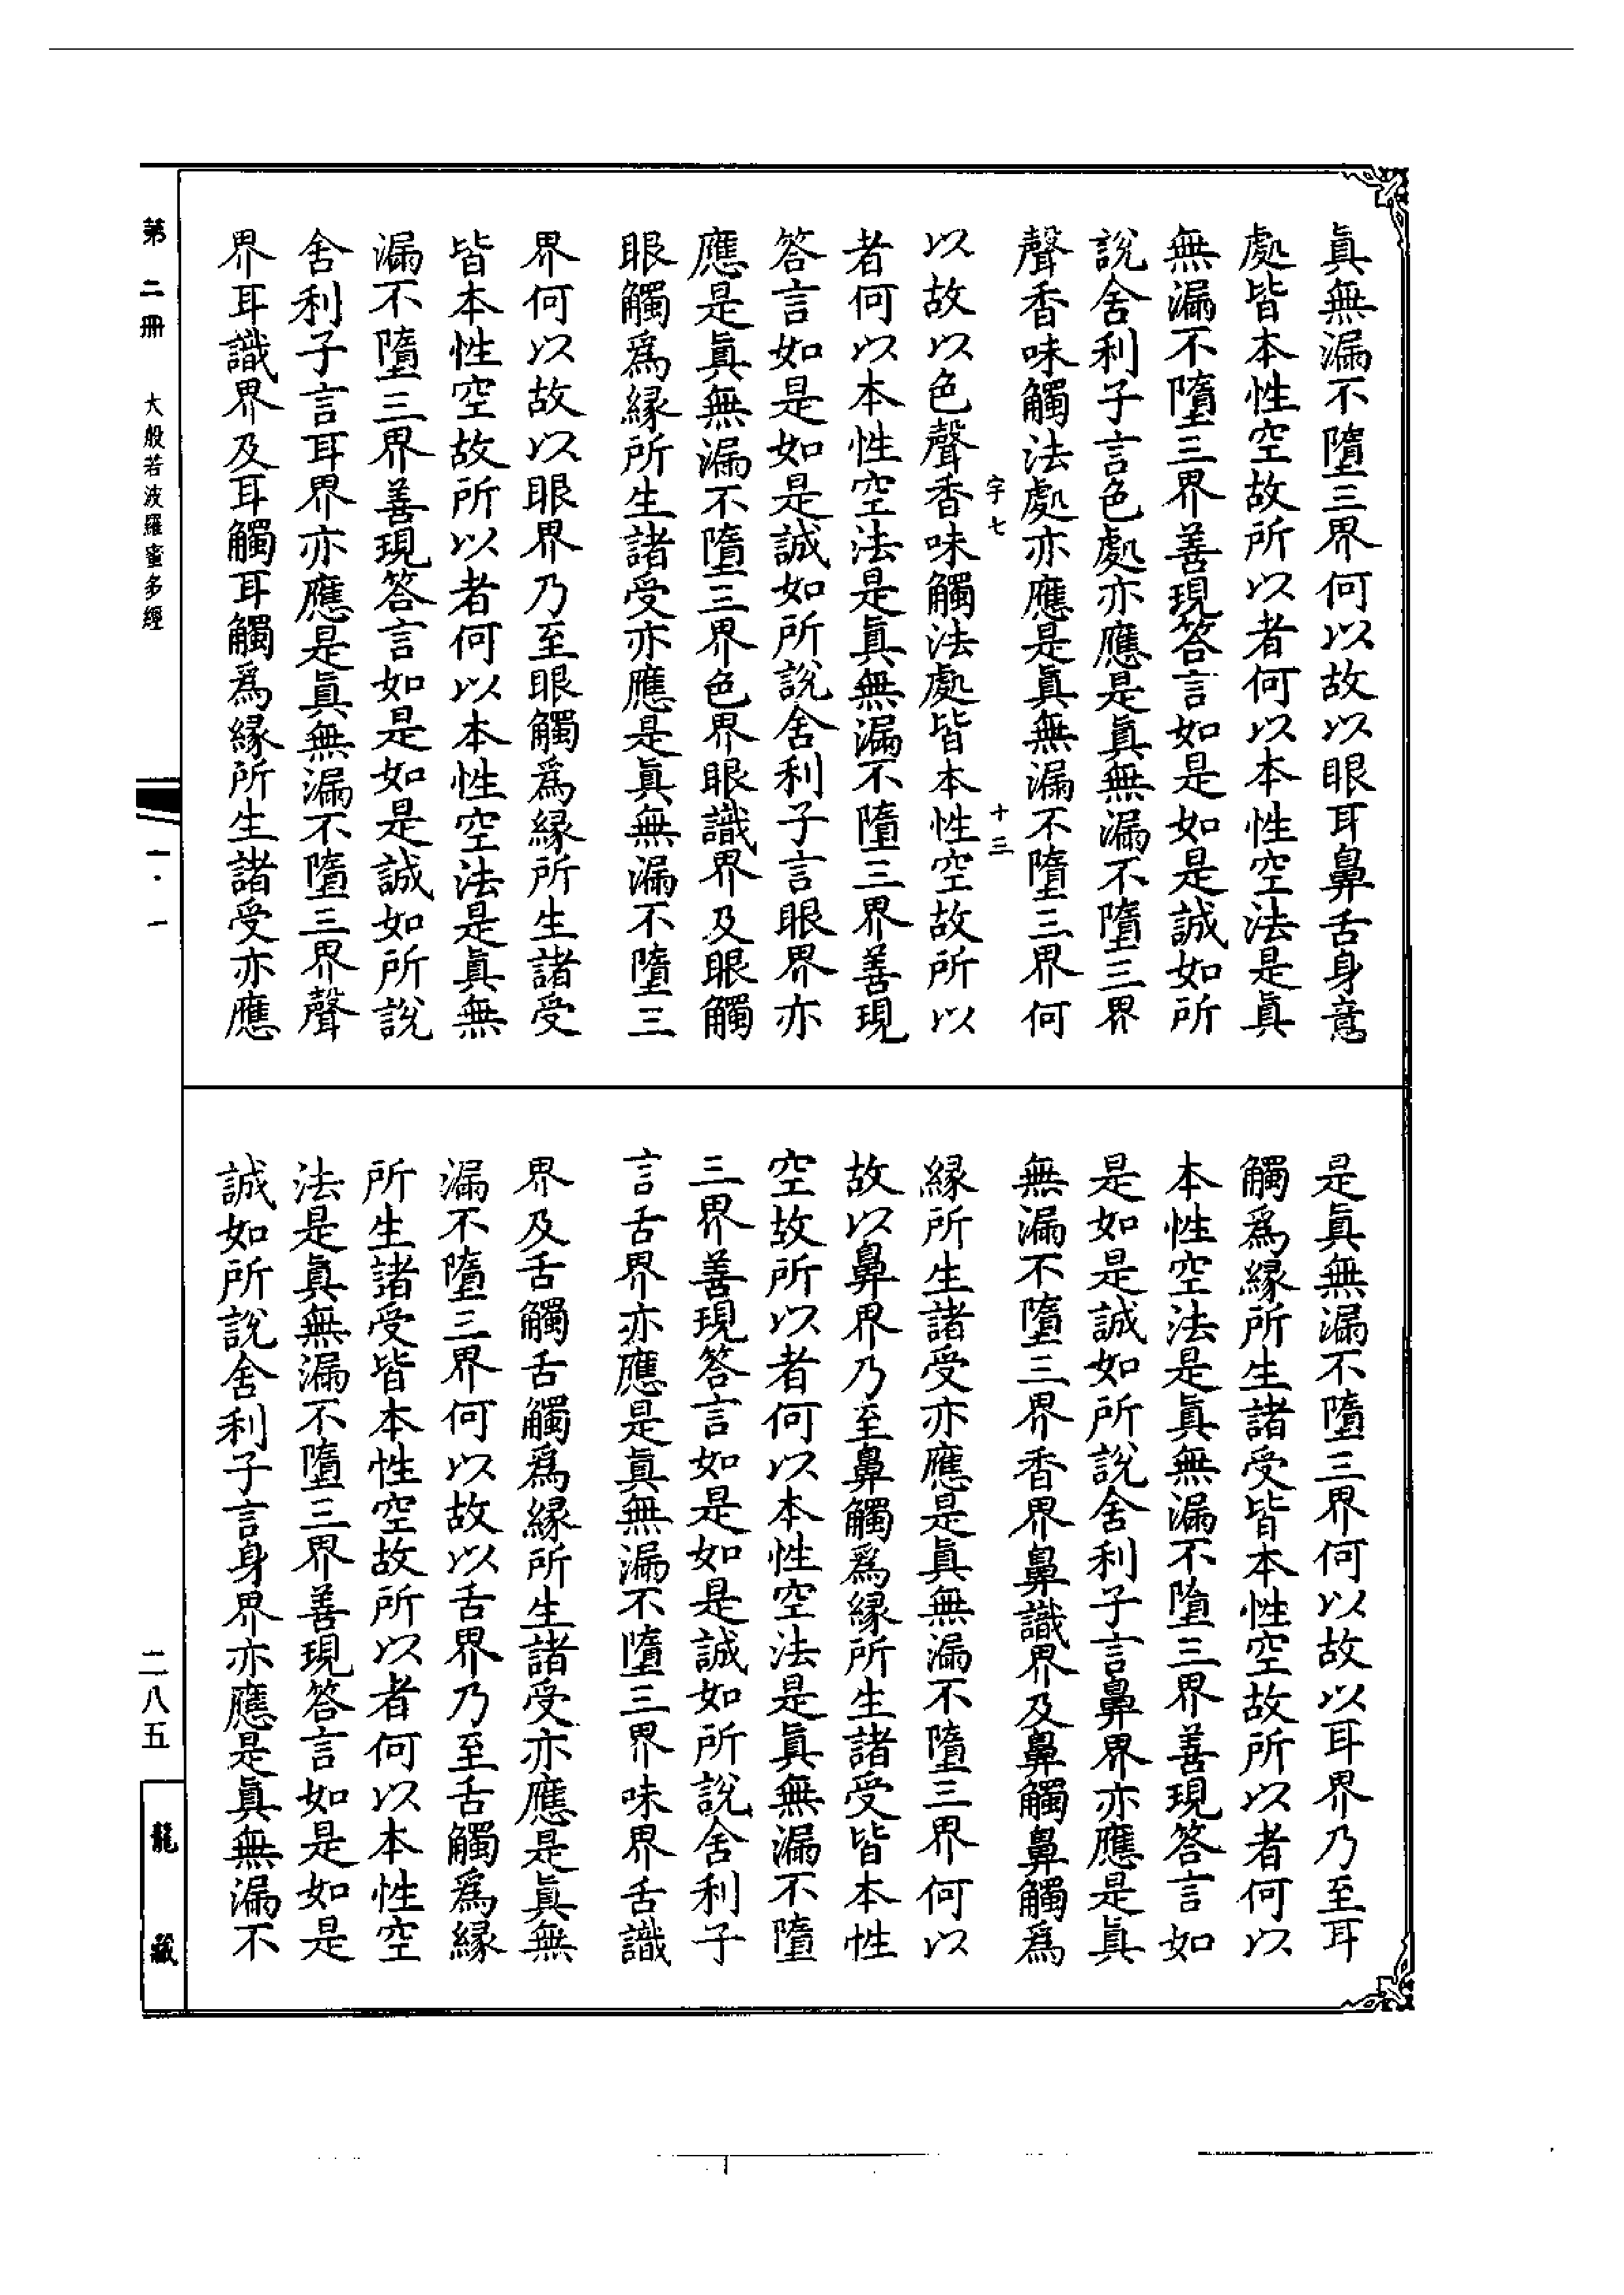 眞無漏不墮三界何以故以眼耳鼻舌身意
處皆本性空故所以者何以本性空法是眞
無漏不墮三界善現答言如是如是誠如所
說舍利子言色處亦應是眞無漏不墮三界
聲香味觸法處亦應是眞無漏不墮三界何
字七 十三
以故以色聲香味觸法處皆本性空故所以
者何以本性空法是眞無漏不墮三界善現
答言如是如是誠如所說舍利子言眼界亦
應是眞無漏不墮三界色界眼識界及眼觸
眼觸爲緣所生諸受亦應是眞無漏不墮三
界何以故以眼界乃至眼觸爲緣所生諸受
皆本性空故所以者何以本性空法是眞無
漏不墮三界善現答言如是如是誠如所說
舍利子言耳界亦應是眞無漏不墮三界聲
界耳識界及耳觸耳觸爲緣所生諸受亦應
是眞無漏不墮三界何以故以耳界乃至耳
觸爲緣所生諸受皆本性空故所以者何以
本性空法是眞無漏不墮三界善現答言如
是如是誠如所說舍利子言鼻界亦應是眞
無漏不墮三界香界鼻識界及鼻觸鼻觸爲
緣所生諸受亦應是眞無漏不墮三界何以
故以鼻界乃至鼻觸爲緣所生諸受皆本性
空故所以者何以本性空法是眞無漏不墮
三界善現答言如是如是誠如所說舍利子
言舌界亦應是眞無漏不墮三界味界舌識
界及舌觸舌觸爲緣所生諸受亦應是眞無
漏不墮三界何以故以舌界乃至舌觸爲緣
所生諸受皆本性空故所以者何以本性空
法是眞無漏不墮三界善現答言如是如是
誠如所說舍利子言身界亦應是眞無漏不
第二冊 大般若波羅蜜多經 一·一 二八五 龍藏